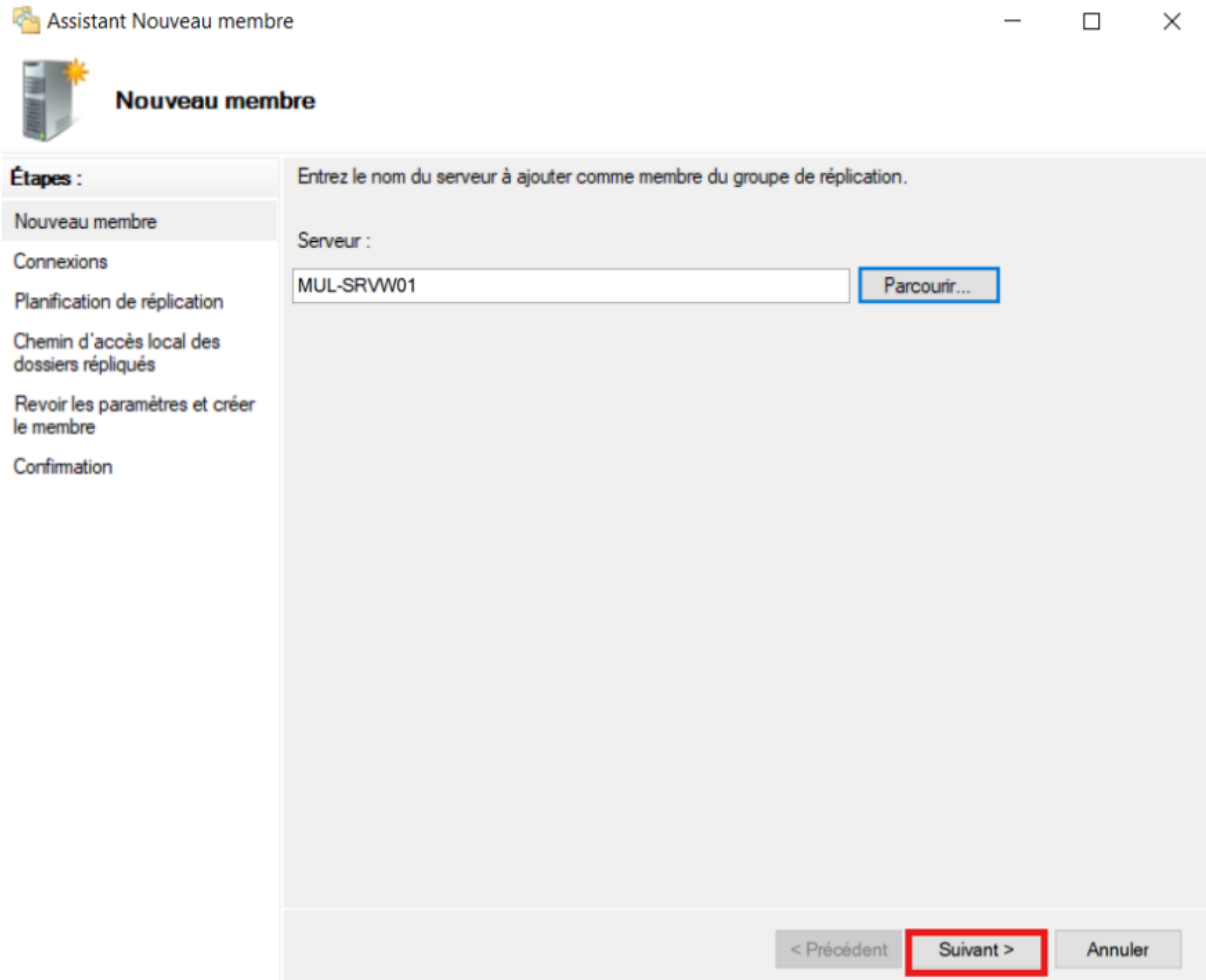 Assistant Nouveau membre
Nouveau membre
Étapes :
Nouveau membre
Connexions
Planification de réplication
Chemin d'accès local des
dossiers répliqués
Revoir les paramètres et créer
le membre
Confirmation
Entrez le nom du serveur à ajouter comme membre du groupe de réplication.
Serveur :
MUL-SRVW01
Parcourir...
< Précédent
Suivant >
Annuler